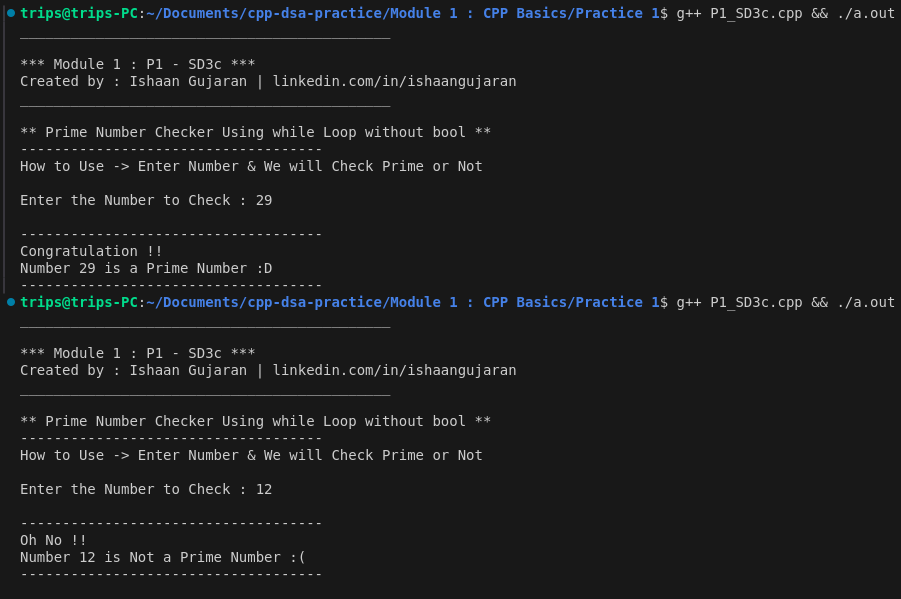 trips@trips-PC:~/Documents/cpp-dsa-practice/Module 1 : CPP Basics/Practice 1$ g++ P1_SD3c.cpp && ./a.out
____________________________________________
*** Module 1 : P1 - SD3c ***
Created by : Ishaan Gujaran | linkedin.com/in/ishaangujaran
____________________________________________
** Prime Number Checker Using while Loop without bool **
------------------------------------
How to Use -> Enter Number & We will Check Prime or Not
Enter the Number to Check : 29
------------------------------------
Congratulation !!
Number 29 is a Prime Number :D
------------------------------------
trips@trips-PC:~/Documents/cpp-dsa-practice/Module 1 : CPP Basics/Practice 1$ g++ P1_SD3c.cpp && ./a.out
____________________________________________
*** Module 1 : P1 - SD3c ***
Created by : Ishaan Gujaran | linkedin.com/in/ishaangujaran
____________________________________________
** Prime Number Checker Using while Loop without bool **
------------------------------------
How to Use -> Enter Number & We will Check Prime or Not
Enter the Number to Check : 12
------------------------------------
Oh No !!
Number 12 is Not a Prime Number :(
------------------------------------